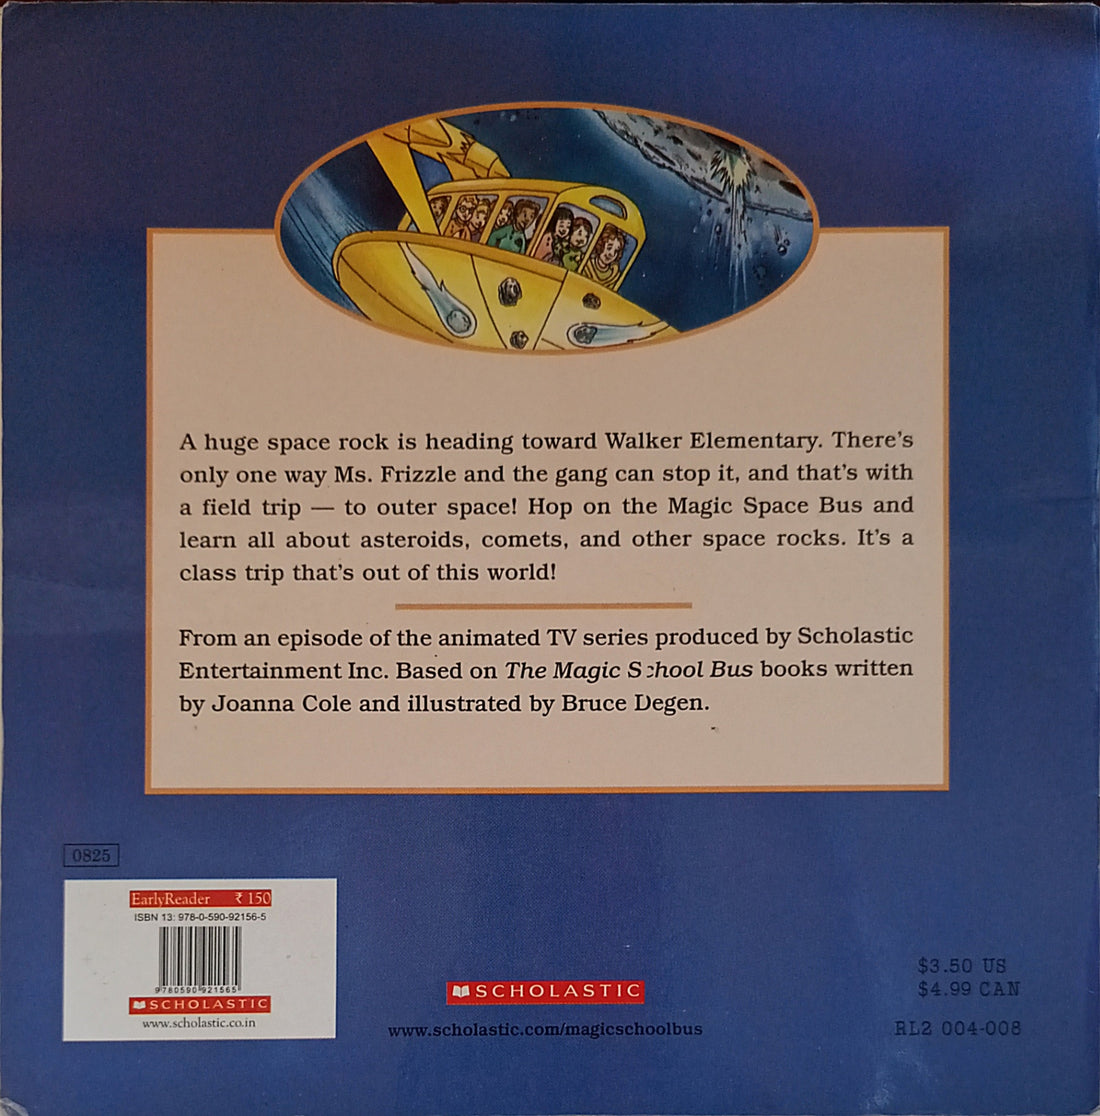 A huge space rock is heading toward Walker Elementary. There's
only one way Ms. Frizzle and the gang can stop it, and that's with
a field trip — to outer space! Hop on the Magic Space Bus and
learn all about asteroids, comets, and other space rocks. It's a
class trip that's out of this world!
From an episode of the animated TV series produced by Scholastic
Entertainment Inc. Based on The Magic School Bus books written
by Joanna Cole and illustrated by Bruce Degen.
0825
EarlyReader ₹ 150
ISBN 13: 978-0-590-92156-5
9780590921565
SCHOLASTIC
www.scholastic.co.in
SCHOLASTIC
www.scholastic.com/magicschoolbus
$3.50 US
$4.99 CAN
RL2 004-008